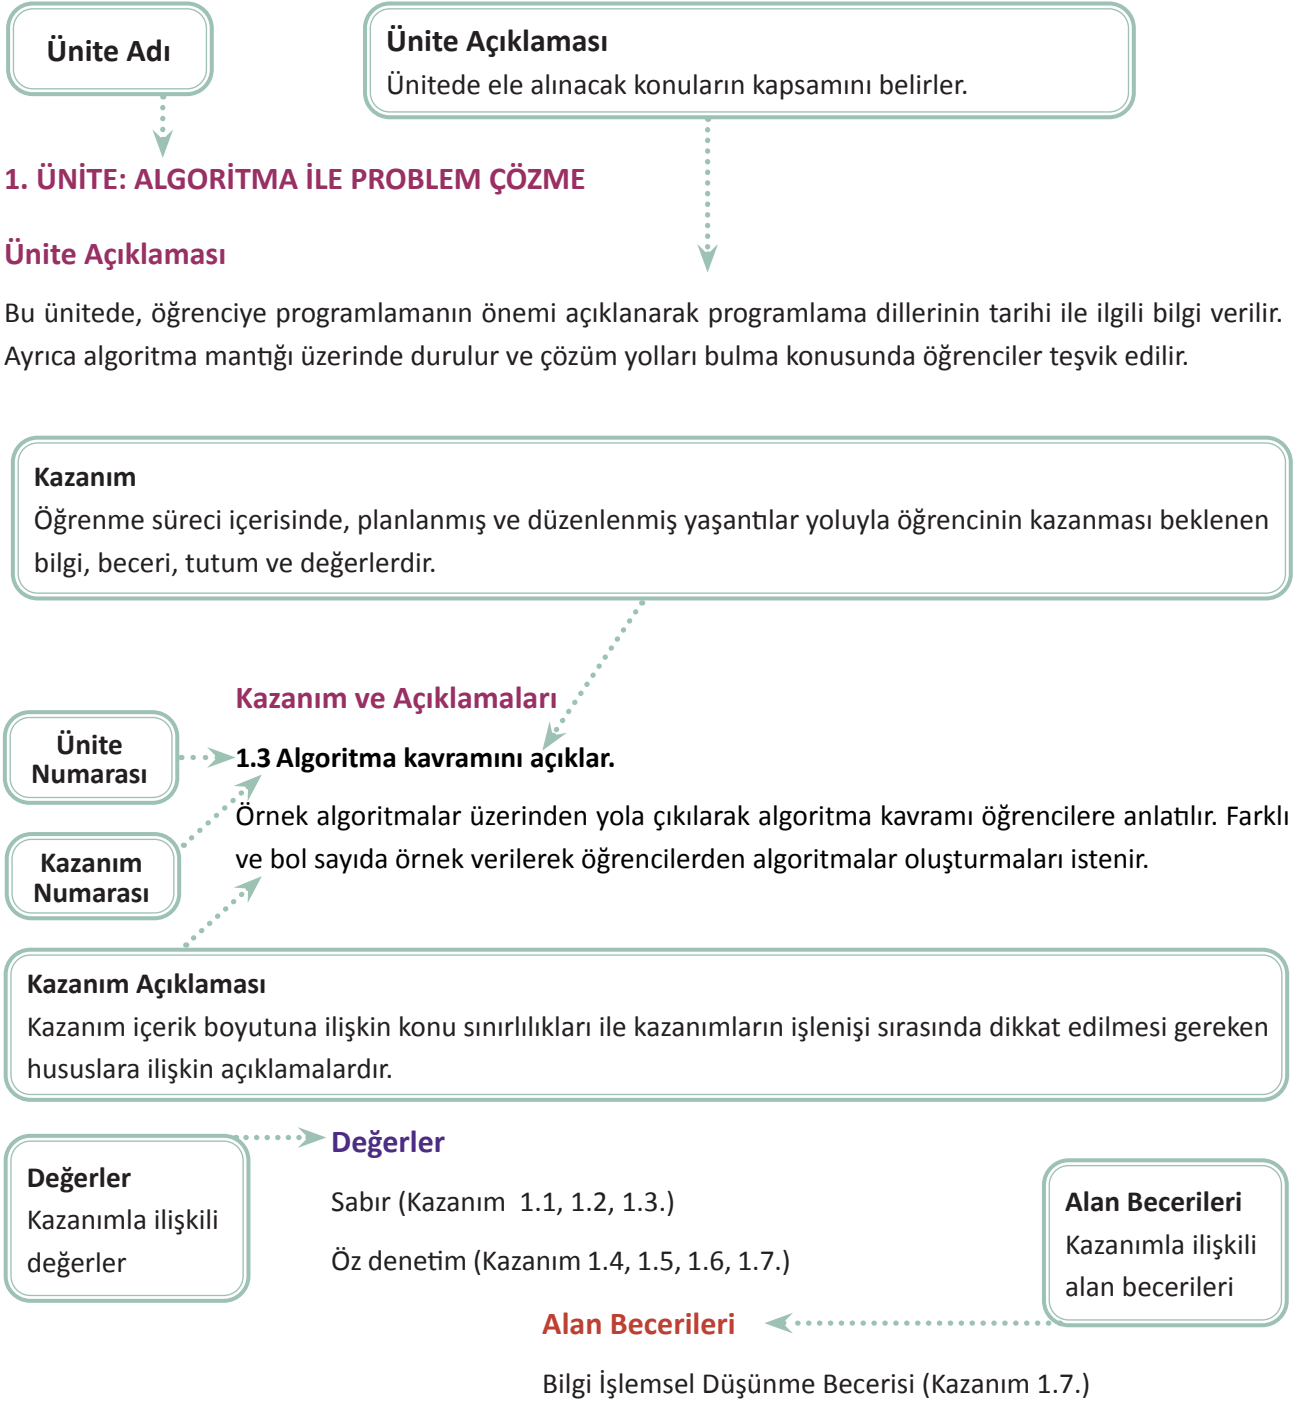 Ünite Adı
Ünite Açıklaması
Ünitede ele alınacak konuların kapsamını belirler.
1. ÜNİTE: ALGORİTMA İLE PROBLEM ÇÖZME
Ünite Açıklaması
Bu ünitede, öğrenciye programlamanın önemi açıklanarak programlama dillerinin tarihi ile ilgili bilgi verilir.
Ayrıca algoritma mantığı üzerinde durulur ve çözüm yolları bulma konusunda öğrenciler teşvik edilir.
Kazanım
Öğrenme süreci içerisinde, planlanmış ve düzenlenmiş yaşantılar yoluyla öğrencinin kazanması beklenen
bilgi, beceri, tutum ve değerlerdir.
Kazanım ve Açıklamaları
Ünite
Numarası
1.3 Algoritma kavramını açıklar.
Örnek algoritmalar üzerinden yola çıkılarak algoritma kavramı öğrencilere anlatılır. Farklı
ve bol sayıda örnek verilerek öğrencilerden algoritmalar oluşturmaları istenir.
Kazanım
Numarası
Kazanım Açıklaması
Kazanım içerik boyutuna ilişkin konu sınırlılıkları ile kazanımların işlenişi sırasında dikkat edilmesi gereken
hususlara ilişkin açıklamalardır.
Değerler
Kazanımla ilişkili
değerler
Değerler
Sabır (Kazanım 1.1, 1.2, 1.3.)
Öz denetim (Kazanım 1.4, 1.5, 1.6, 1.7.)
Alan Becerileri
Kazanımla ilişkili
alan becerileri
Alan Becerileri
Bilgi İşlemsel Düşünme Becerisi (Kazanım 1.7.)